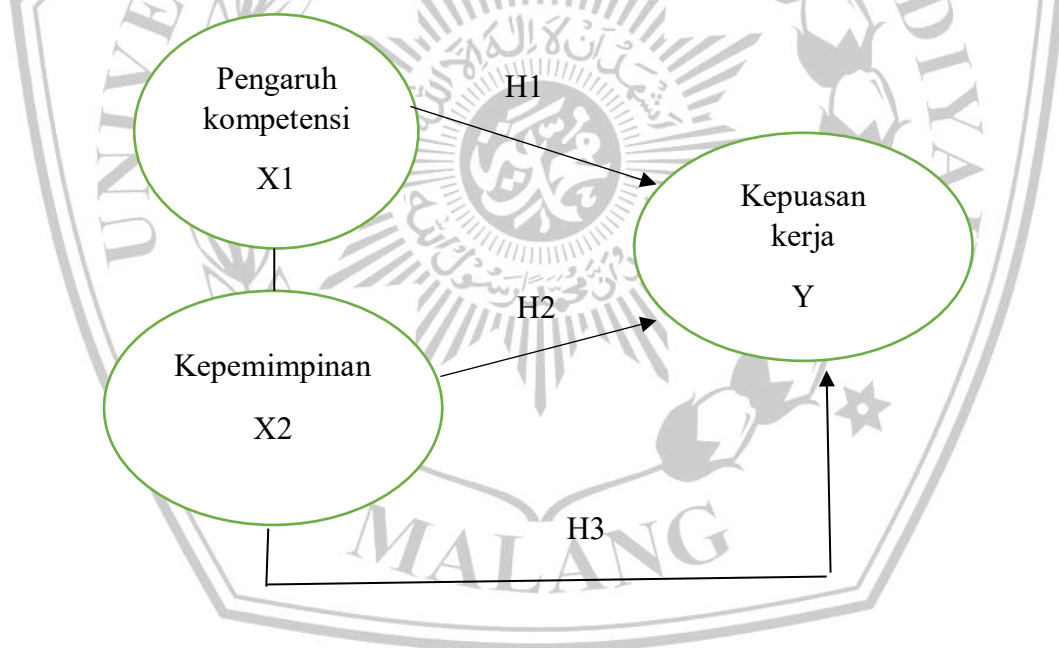 Pengaruh
kompetensi
X1
H1
Kepuasan
kerja
Y
H2
Kepemimpinan
X2
H3
MALANG